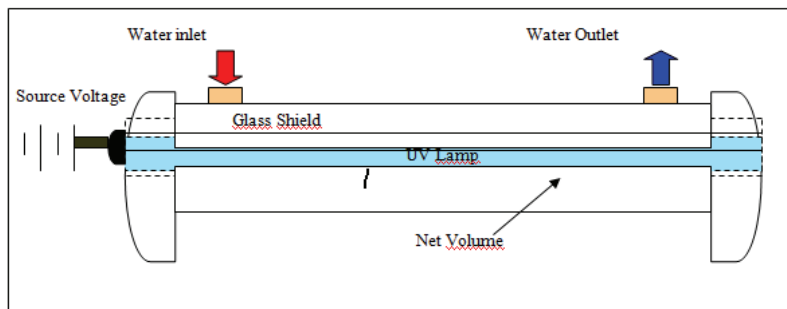 Water inlet
Water Outlet
Source Voltage
Glass Shield
UV Lamp
Net Volume